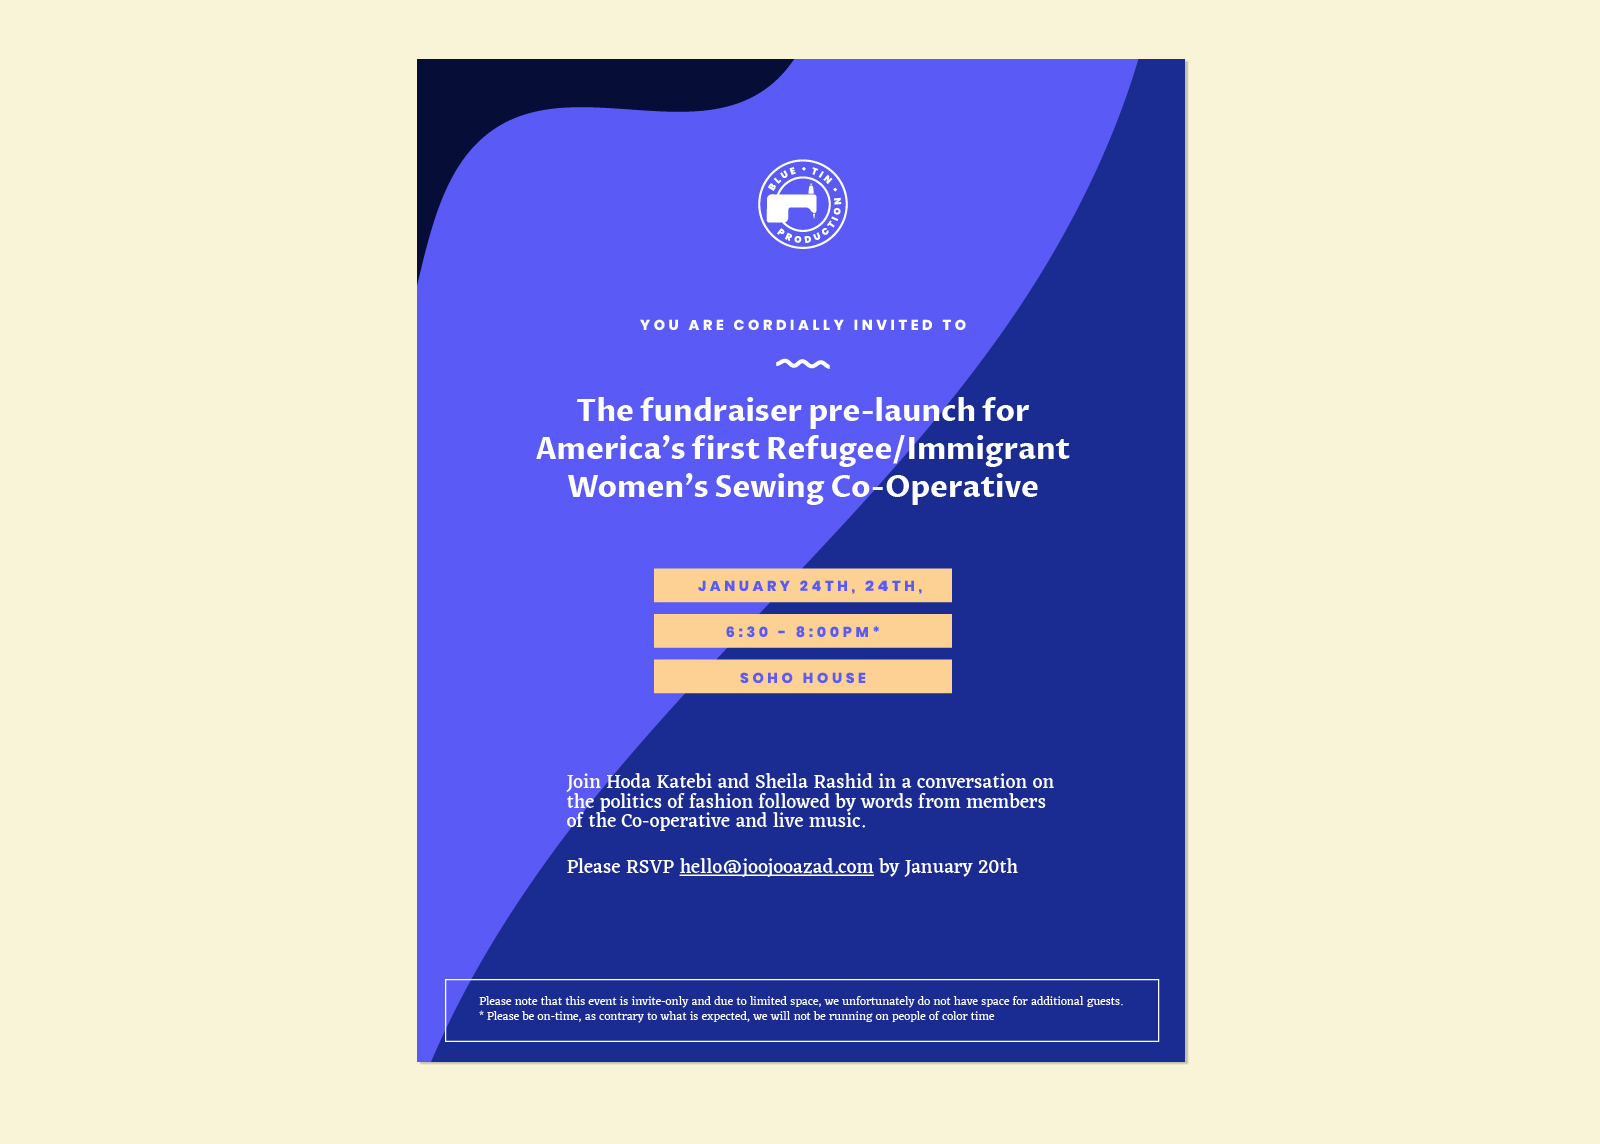 BLUE • TIN • PRODUCTION
YOU ARE CORDIALLY INVITED TO
The fundraiser pre-launch for
America's first Refugee/Immigrant
Women's Sewing Co-Operative
JANUARY 24TH, 24TH,
6:30 - 8:00PM*
SOHO HOUSE
Join Hoda Katebi and Sheila Rashid in a conversation on
the politics of fashion followed by words from members
of the Co-operative and live music.
Please RSVP hello@joojooazad.com by January 20th
Please note that this event is invite-only and due to limited space, we unfortunately do not have space for additional guests.
* Please be on-time, as contrary to what is expected, we will not be running on people of color time